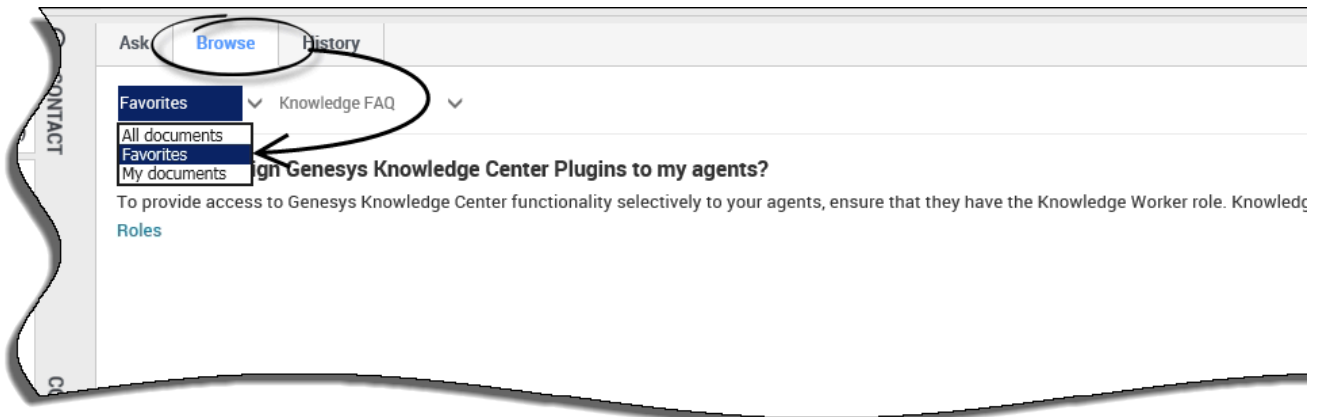 Ask Browse History
CONTACT
Favorites Knowledge FAQ
All documents
Favorites
My documents
Genesys Knowledge Center Plugins to my agents?
To provide access to Genesys Knowledge Center functionality selectively to your agents, ensure that they have the Knowledge Worker role.
Roles